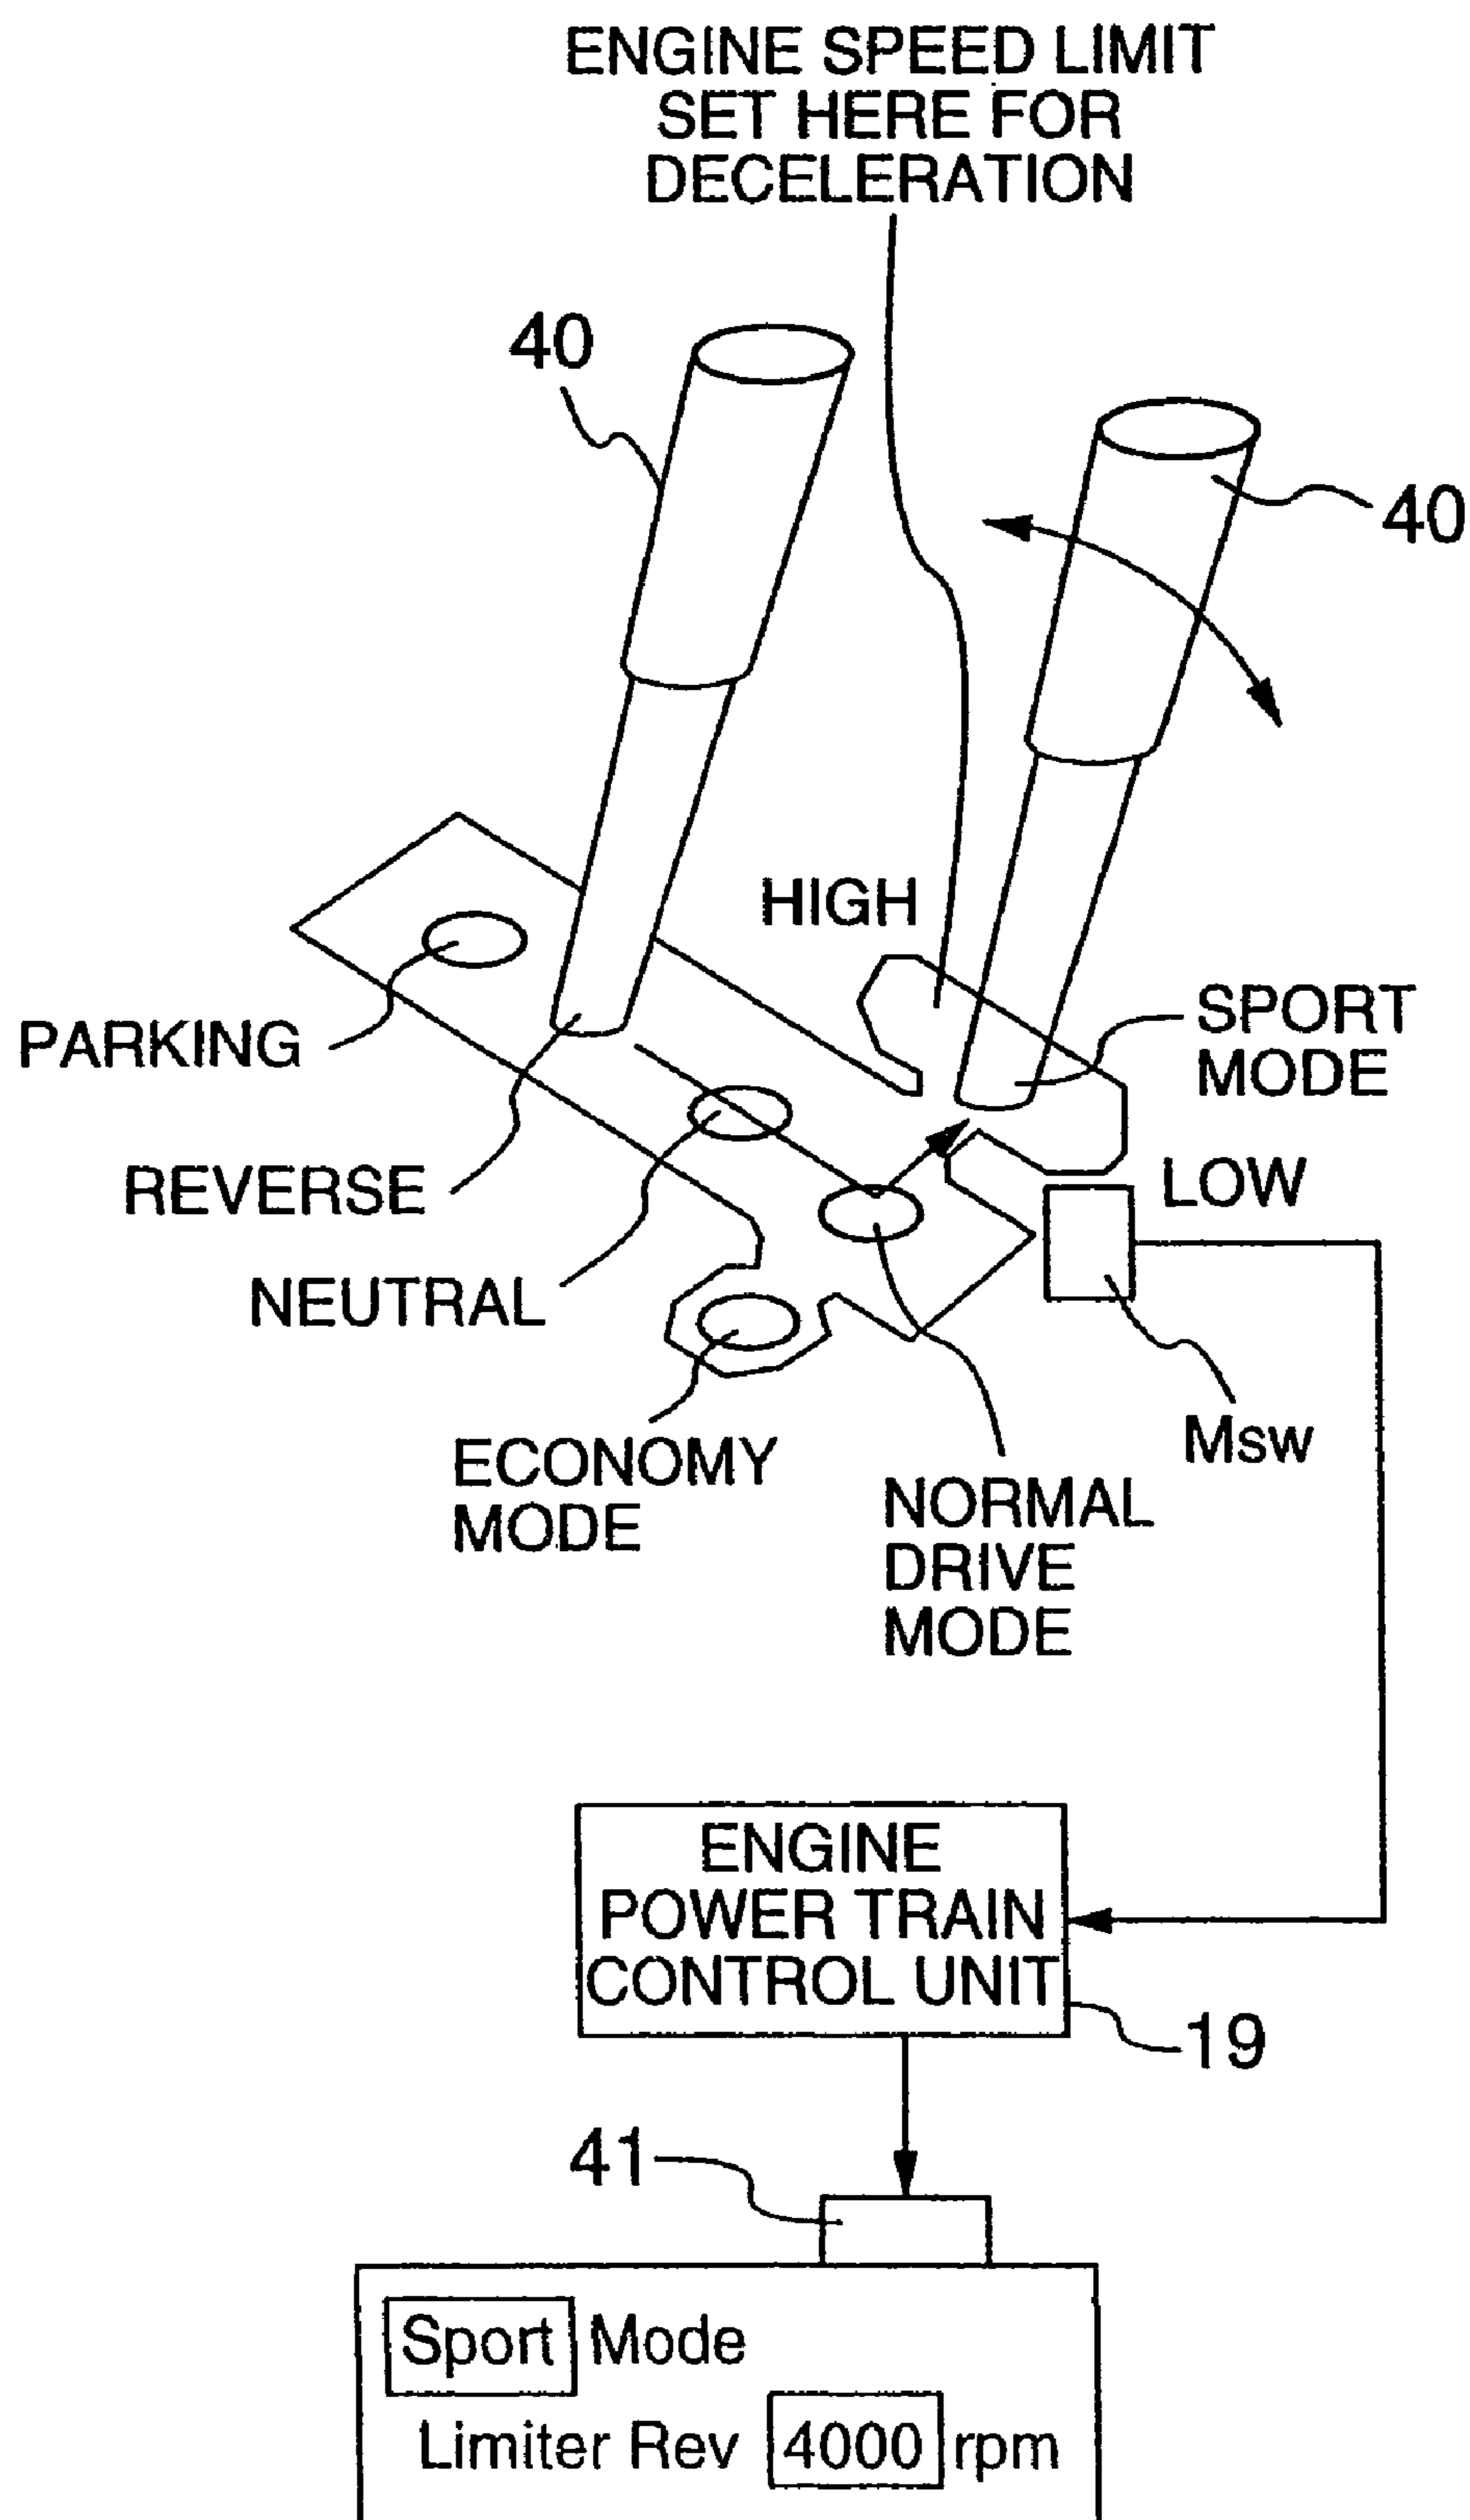 ENGINE SPEED LIMIT
SET HERE FOR
DECELERATION
40
40
HIGH
SPORT
MODE
PARKING
LOW
REVERSE
NEUTRAL
Msw
ECONOMY
MODE
NORMAL
DRIVE
MODE
ENGINE
POWER TRAIN
CONTROL UNIT
19
41
Sport Mode
Limiter Rev 4000 rpm